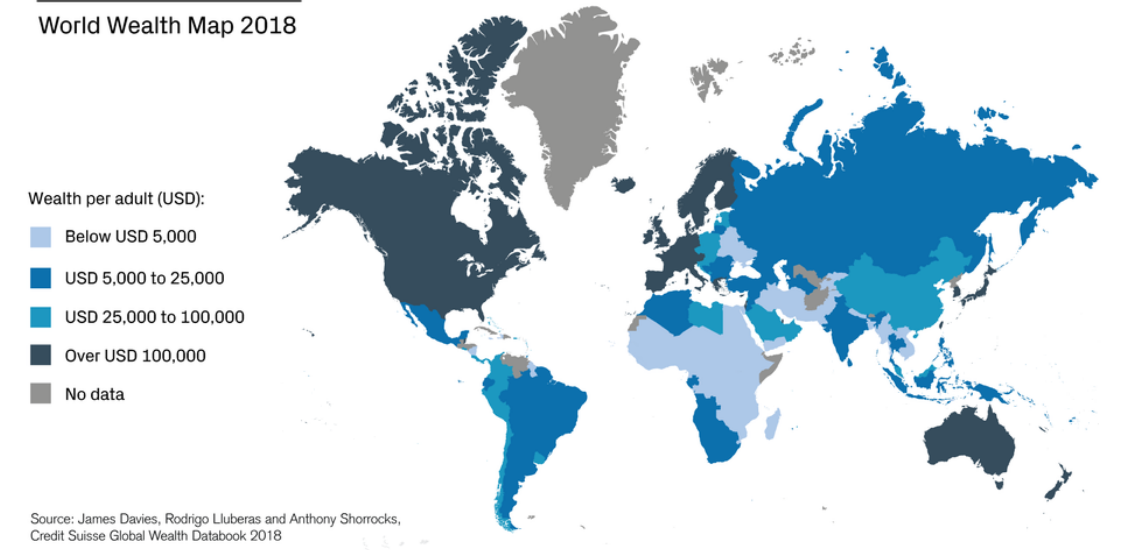 World Wealth Map 2018
Wealth per adult (USD):
Below USD 5,000
USD 5,000 to 25,000
USD 25,000 to 100,000
Over USD 100,000
No data
Source: James Davies, Rodrigo Lluberas and Anthony Shorrocks,
Credit Suisse Global Wealth Databook 2018